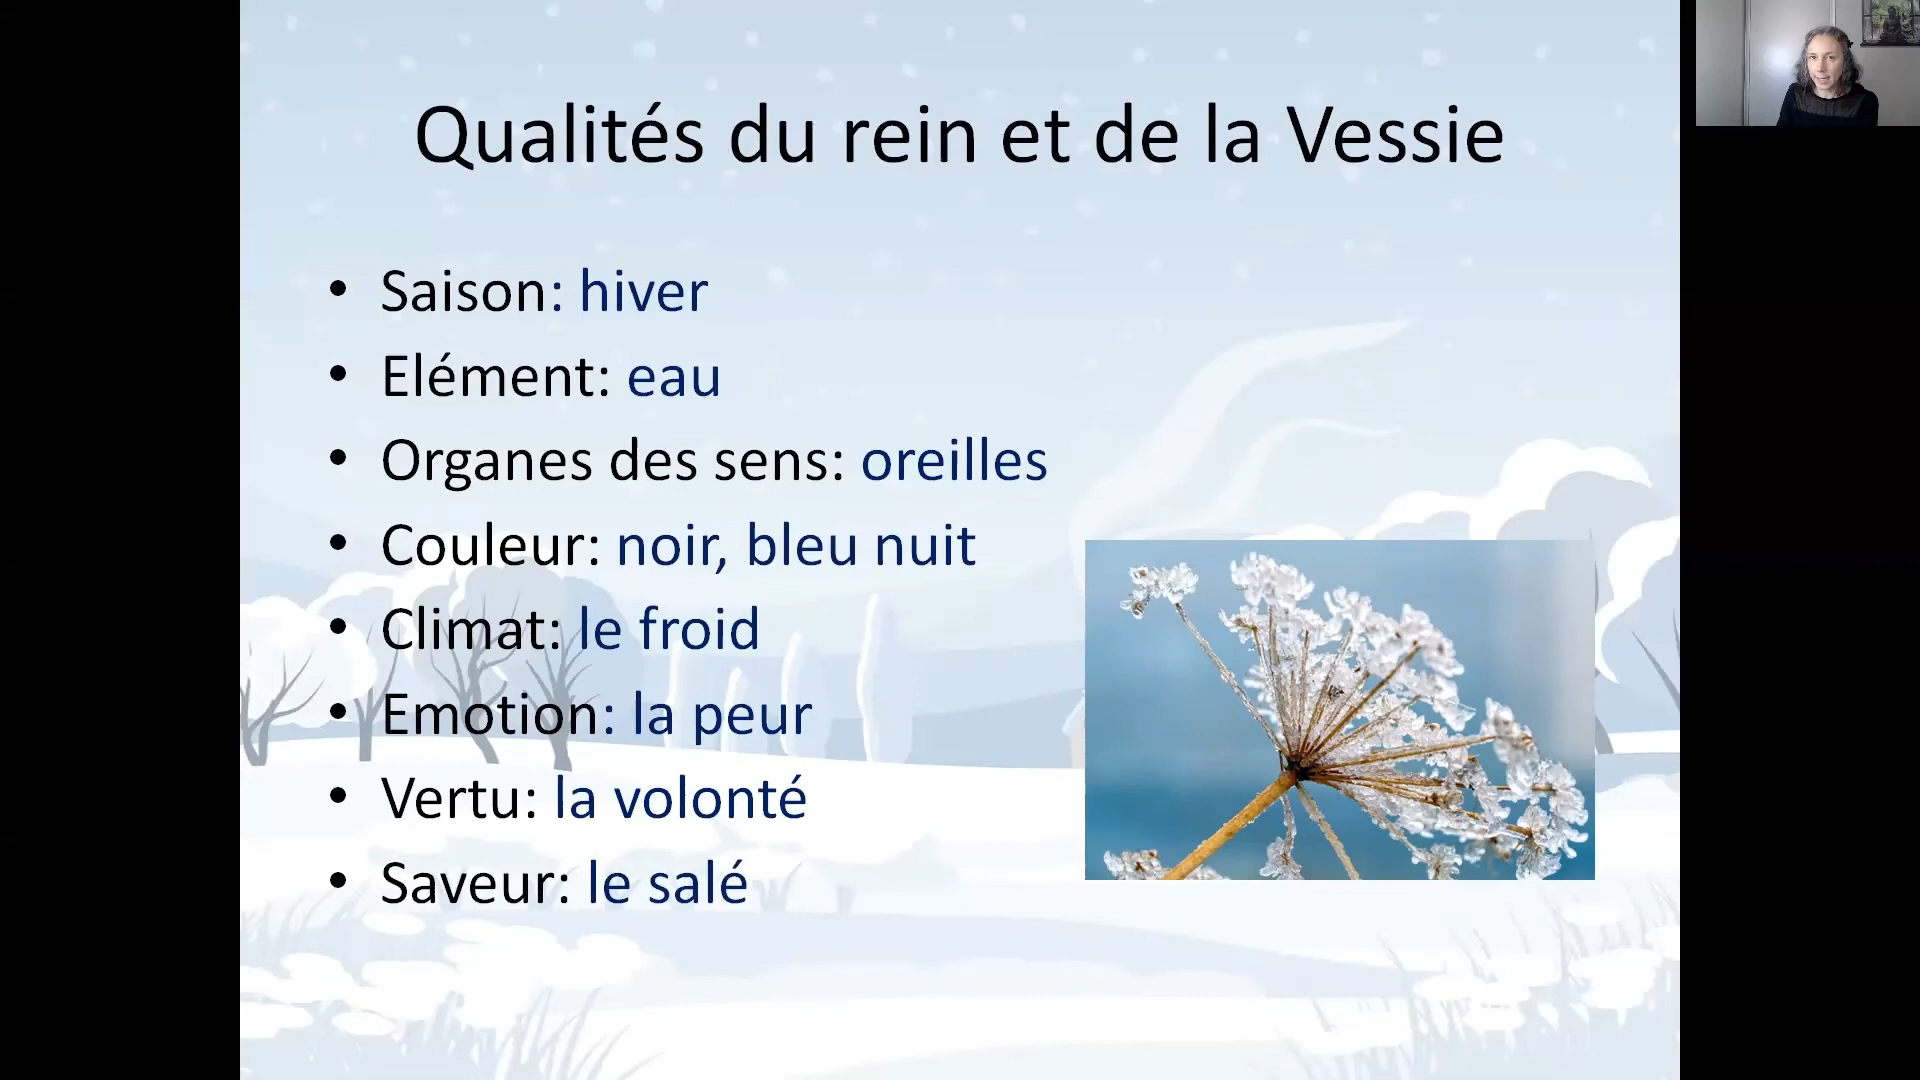 Qualités du rein et de la Vessie
• Saison: hiver
• Elément: eau
• Organes des sens: oreilles
• Couleur: noir, bleu nuit
• Climat: le froid
• Emotion: la peur
• Vertu: la volonté
• Saveur: le salé